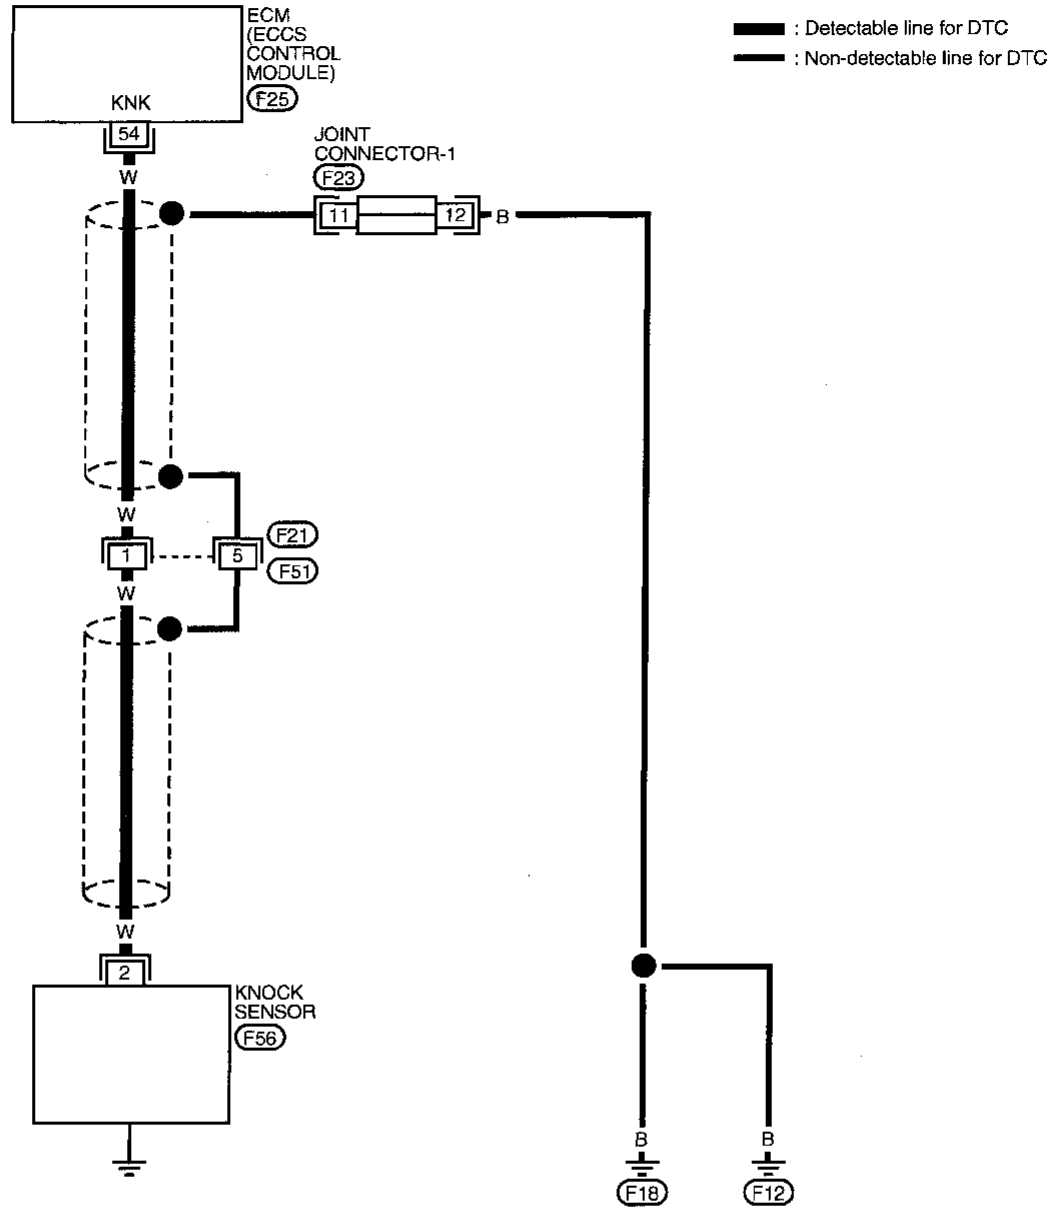 ECM
(ECCS
CONTROL
MODULE)
F25
: Detectable line for DTC
: Non-detectable line for DTC
KNK
54
W
JOINT
CONNECTOR-1
F23
11
12
B
W
F21
1
5
F51
W
W
2
KNOCK
SENSOR
F56
B
B
F18
F12